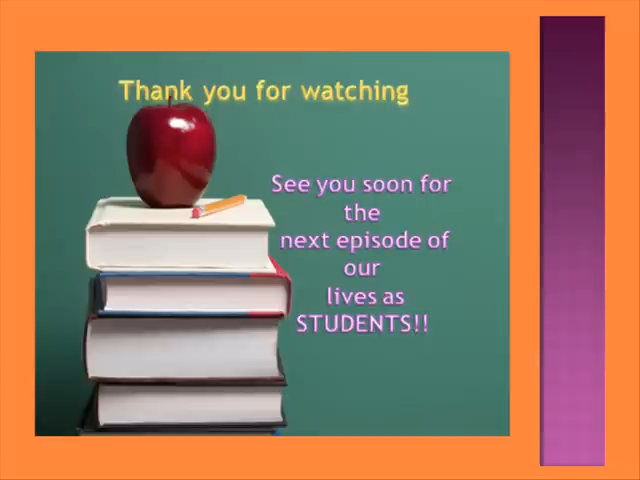 Thank you for watching
See you soon for
the
next episode of
our
lives as
STUDENTS!!